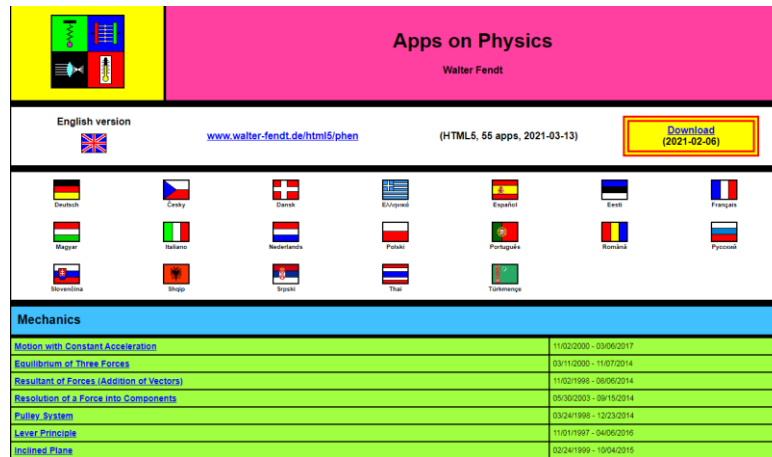 Apps on Physics
Walter Fendt
English version
www.walter-fendt.de/html5/phen
(HTML5, 55 apps, 2021-03-13)
Download
(2021-02-06)
Deutsch Česky Dansk Ελληνικά Español Eesti Français
Magyar Italiano Nederlands Polski Português Română Русский
Slovenčina Shqip Srpski Thai Türkmençe
Mechanics
Motion with Constant Acceleration 11/02/2000 - 03/06/2017
Equilibrium of Three Forces 03/11/2000 - 11/07/2014
Resultant of Forces (Addition of Vectors) 11/02/1998 - 08/06/2014
Resolution of a Force into Components 05/30/2003 - 09/15/2014
Pulley System 03/24/1998 - 12/23/2014
Lever Principle 11/01/1997 - 04/06/2016
Inclined Plane 02/24/1999 - 10/04/2015